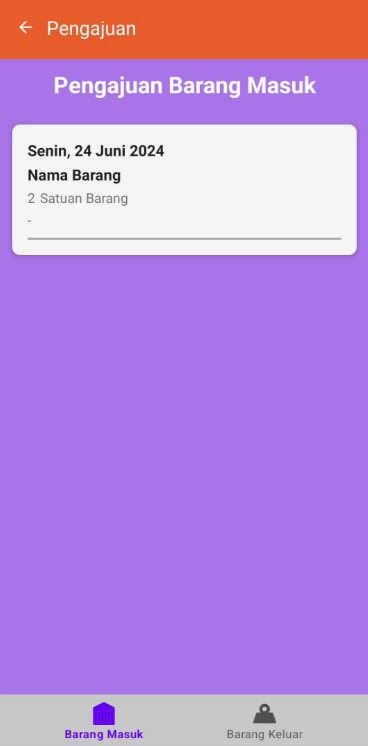 Pengajuan
Pengajuan Barang Masuk
Senin, 24 Juni 2024
Nama Barang
2 Satuan Barang
-
Barang Masuk
Barang Keluar